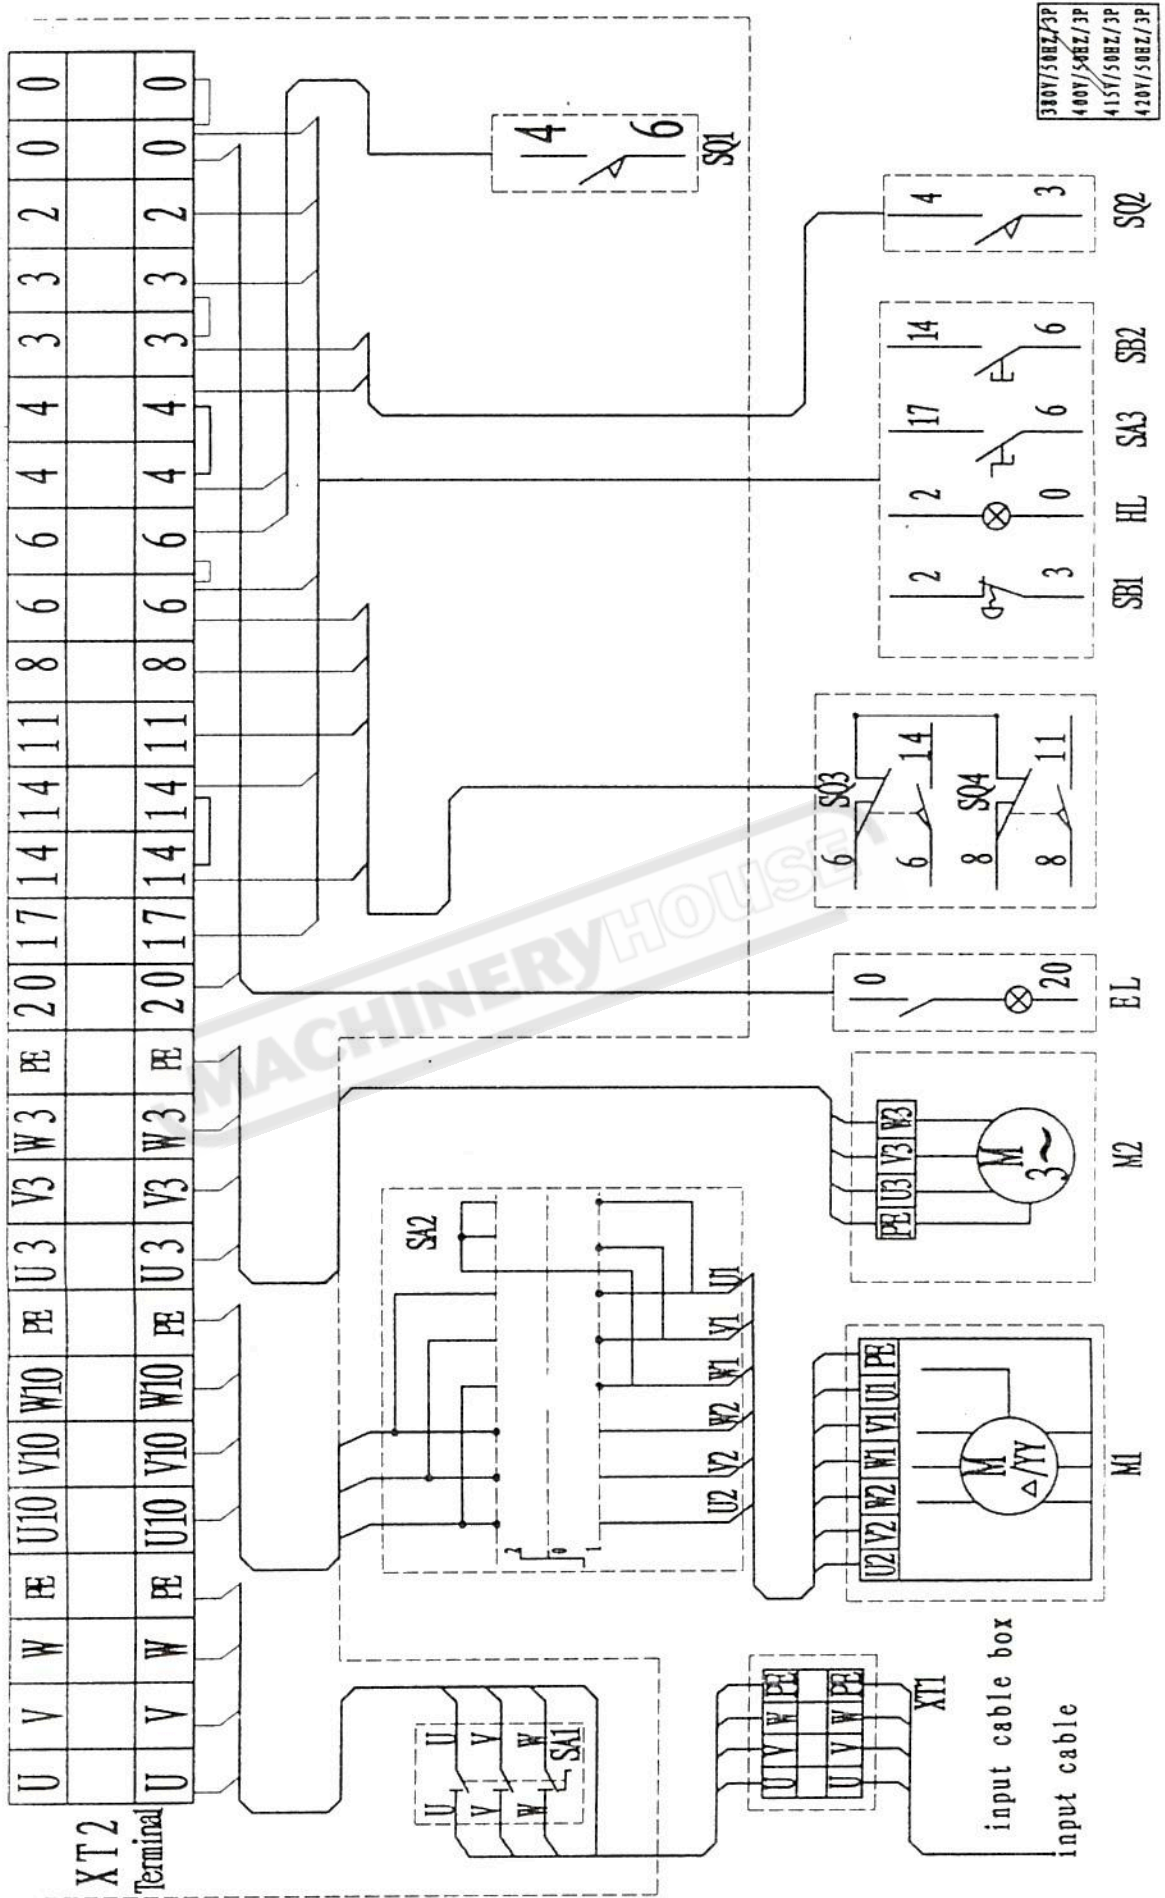 XT2
Terminal
U V W PE U10 V10 W10 PE U3 V3 W3 PE 20 17 14 14 11 8 6 6 4 4 3 3 2 0 0
U V W PE U10 V10 W10 PE U3 V3 W3 PE 20 17 14 14 11 8 6 6 4 4 3 3 2 0 0
U U
V V
W W
SA1
SA2
2
0
1
U2 V2 W2 W1 V1 U1
4 6
SQ1
U V W PE
U V W PE
XT1
input cable box
input cable
U2 V2 W2 W1 V1 U1 PE
M
△/YY
M1
PE U3 V3 W3
M
3~
M2
0 20
EL
SQ3
6 14
6
SQ4
8 11
8
2 3
SB1
2 0
HL
17 6
SA3
14 6
SB2
4 3
SQ2
380V/50HZ/3P
400V/50HZ/3P
415V/50HZ/3P
420V/50HZ/3P
MACHINERYHOUSE